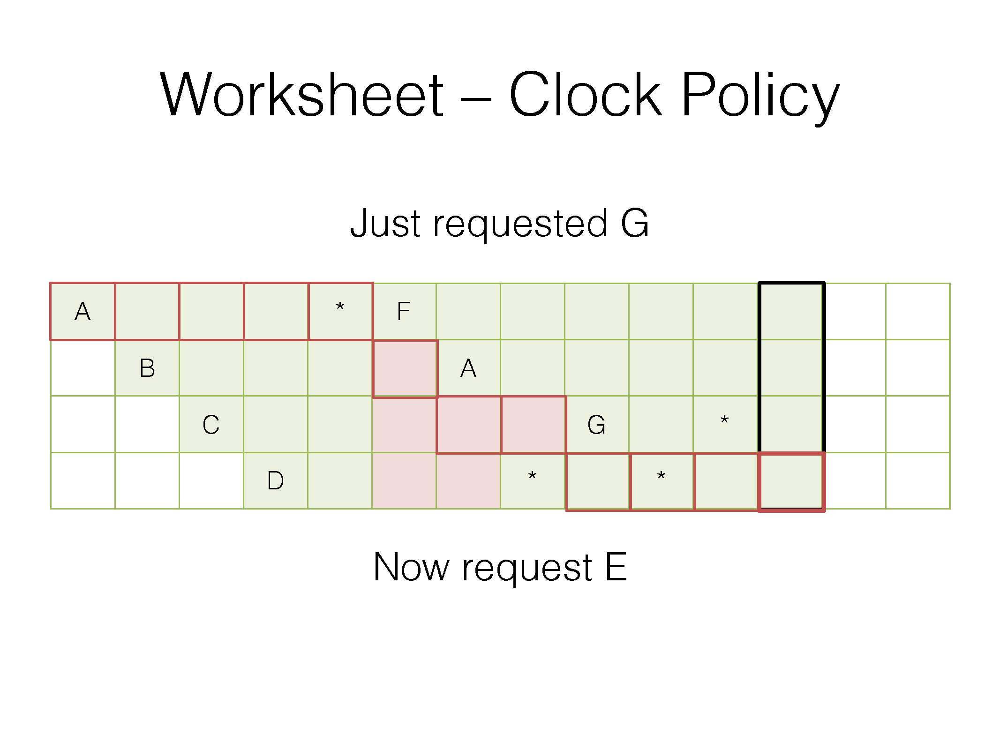 Worksheet – Clock Policy
Just requested G
A * F
B A
C G *
D * *
Now request E